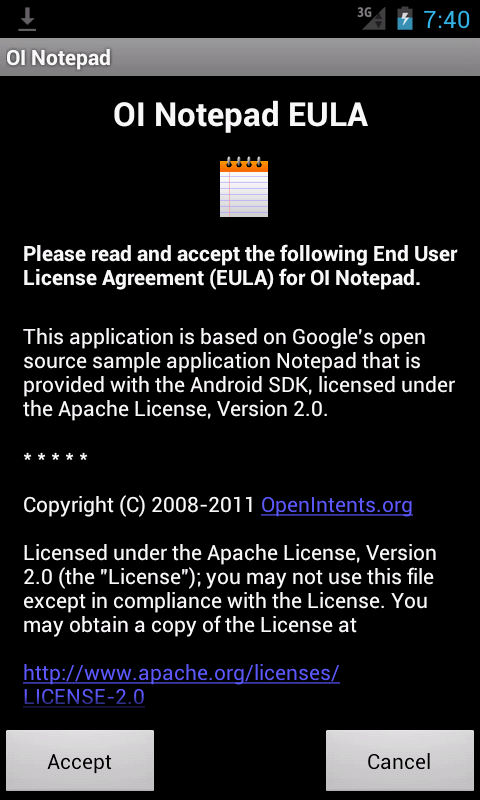 3G 7:40
OI Notepad
OI Notepad EULA
Please read and accept the following End User
License Agreement (EULA) for OI Notepad.
This application is based on Google's open
source sample application Notepad that is
provided with the Android SDK, licensed under
the Apache License, Version 2.0.
* * * * *
Copyright (C) 2008-2011 OpenIntents.org
Licensed under the Apache License, Version
2.0 (the "License"); you may not use this file
except in compliance with the License. You
may obtain a copy of the License at
http://www.apache.org/licenses/
LICENSE-2.0
Accept Cancel